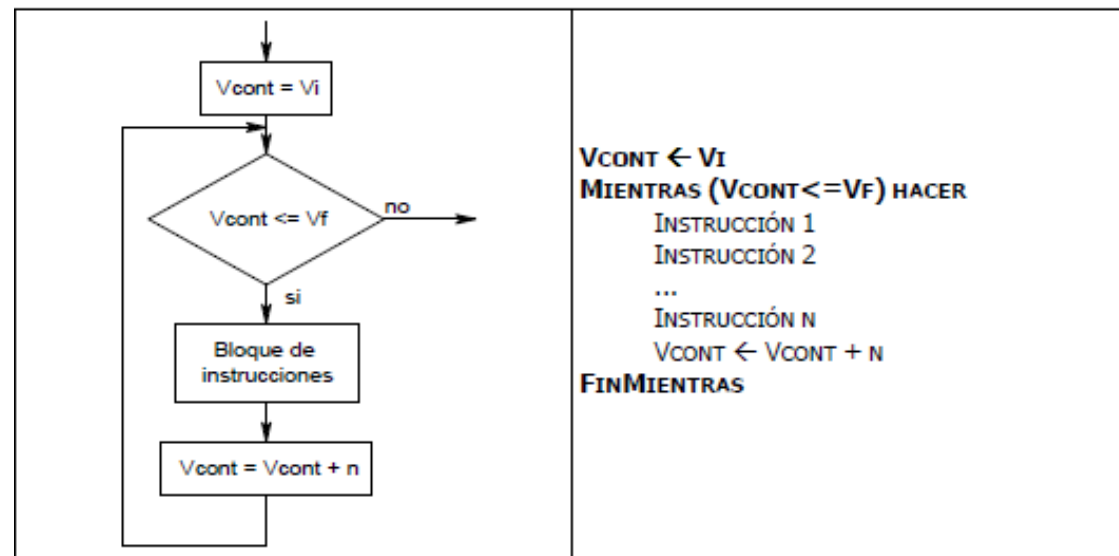 Vcont = Vi
Vcont <= Vf
no
si
Bloque de
instrucciones
Vcont = Vcont + n
VCONT ← VI
MIENTRAS (VCONT<=VF) HACER
INSTRUCCIÓN 1
INSTRUCCIÓN 2
...
INSTRUCCIÓN N
VCONT ← VCONT + N
FINMIENTRAS